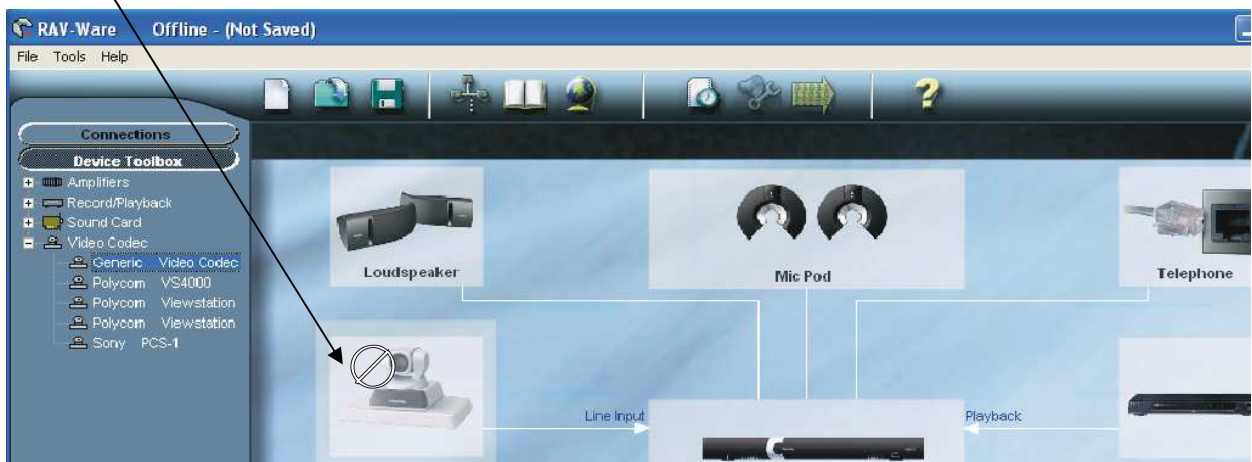 RAV-Ware Offline - (Not Saved)
File Tools Help
Connections
Device Toolbox
Amplifiers
Record/Playback
Sound Card
Video Codec
Generic Video Codec
Polycom VS4000
Polycom Viewstation
Polycom Viewstation
Sony PCS-1
Loudspeaker
Mic Pod
Telephone
Line Input
Playback